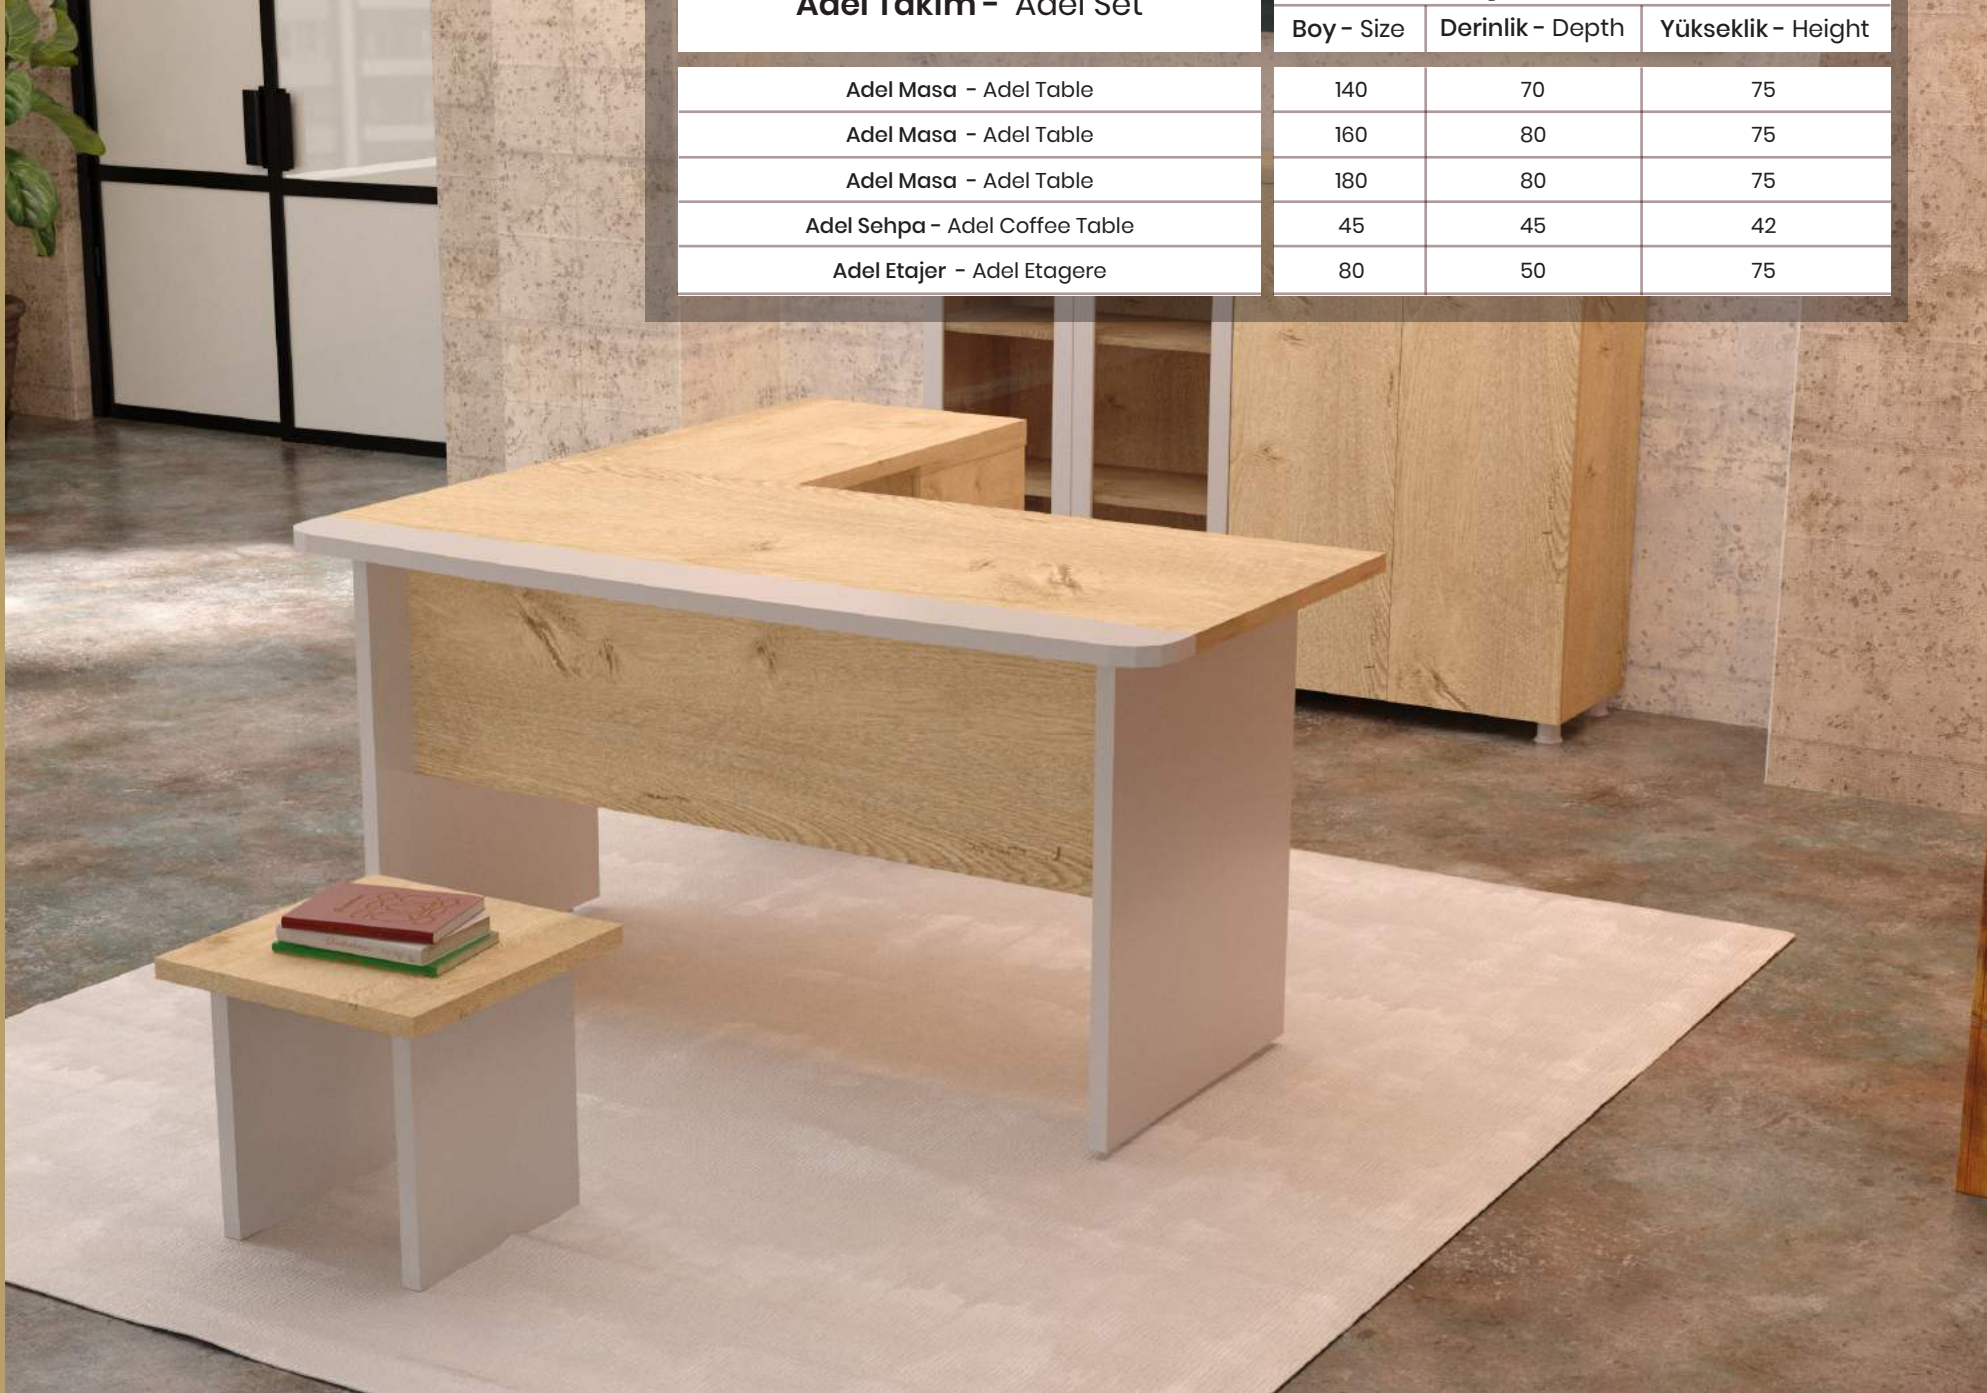 Adel Takım - Adel Set
Boy - Size Derinlik - Depth Yükseklik - Height
Adel Masa - Adel Table 140 70 75
Adel Masa - Adel Table 160 80 75
Adel Masa - Adel Table 180 80 75
Adel Sehpa - Adel Coffee Table 45 45 42
Adel Etajer - Adel Etagere 80 50 75